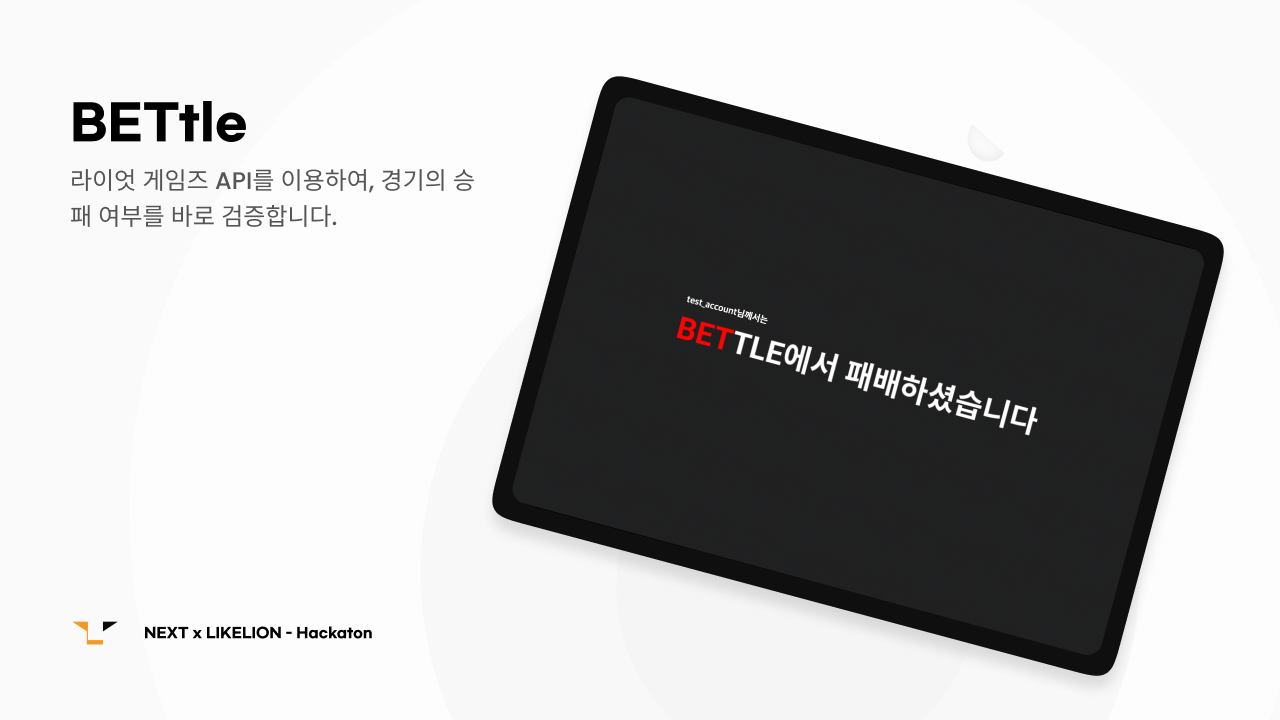 BETtle
라이엇 게임즈 API를 이용하여, 경기의 승
패 여부를 바로 검증합니다.
test_account님께서는
BETTLE에서 패배하셨습니다
NEXT x LIKELION - Hackaton